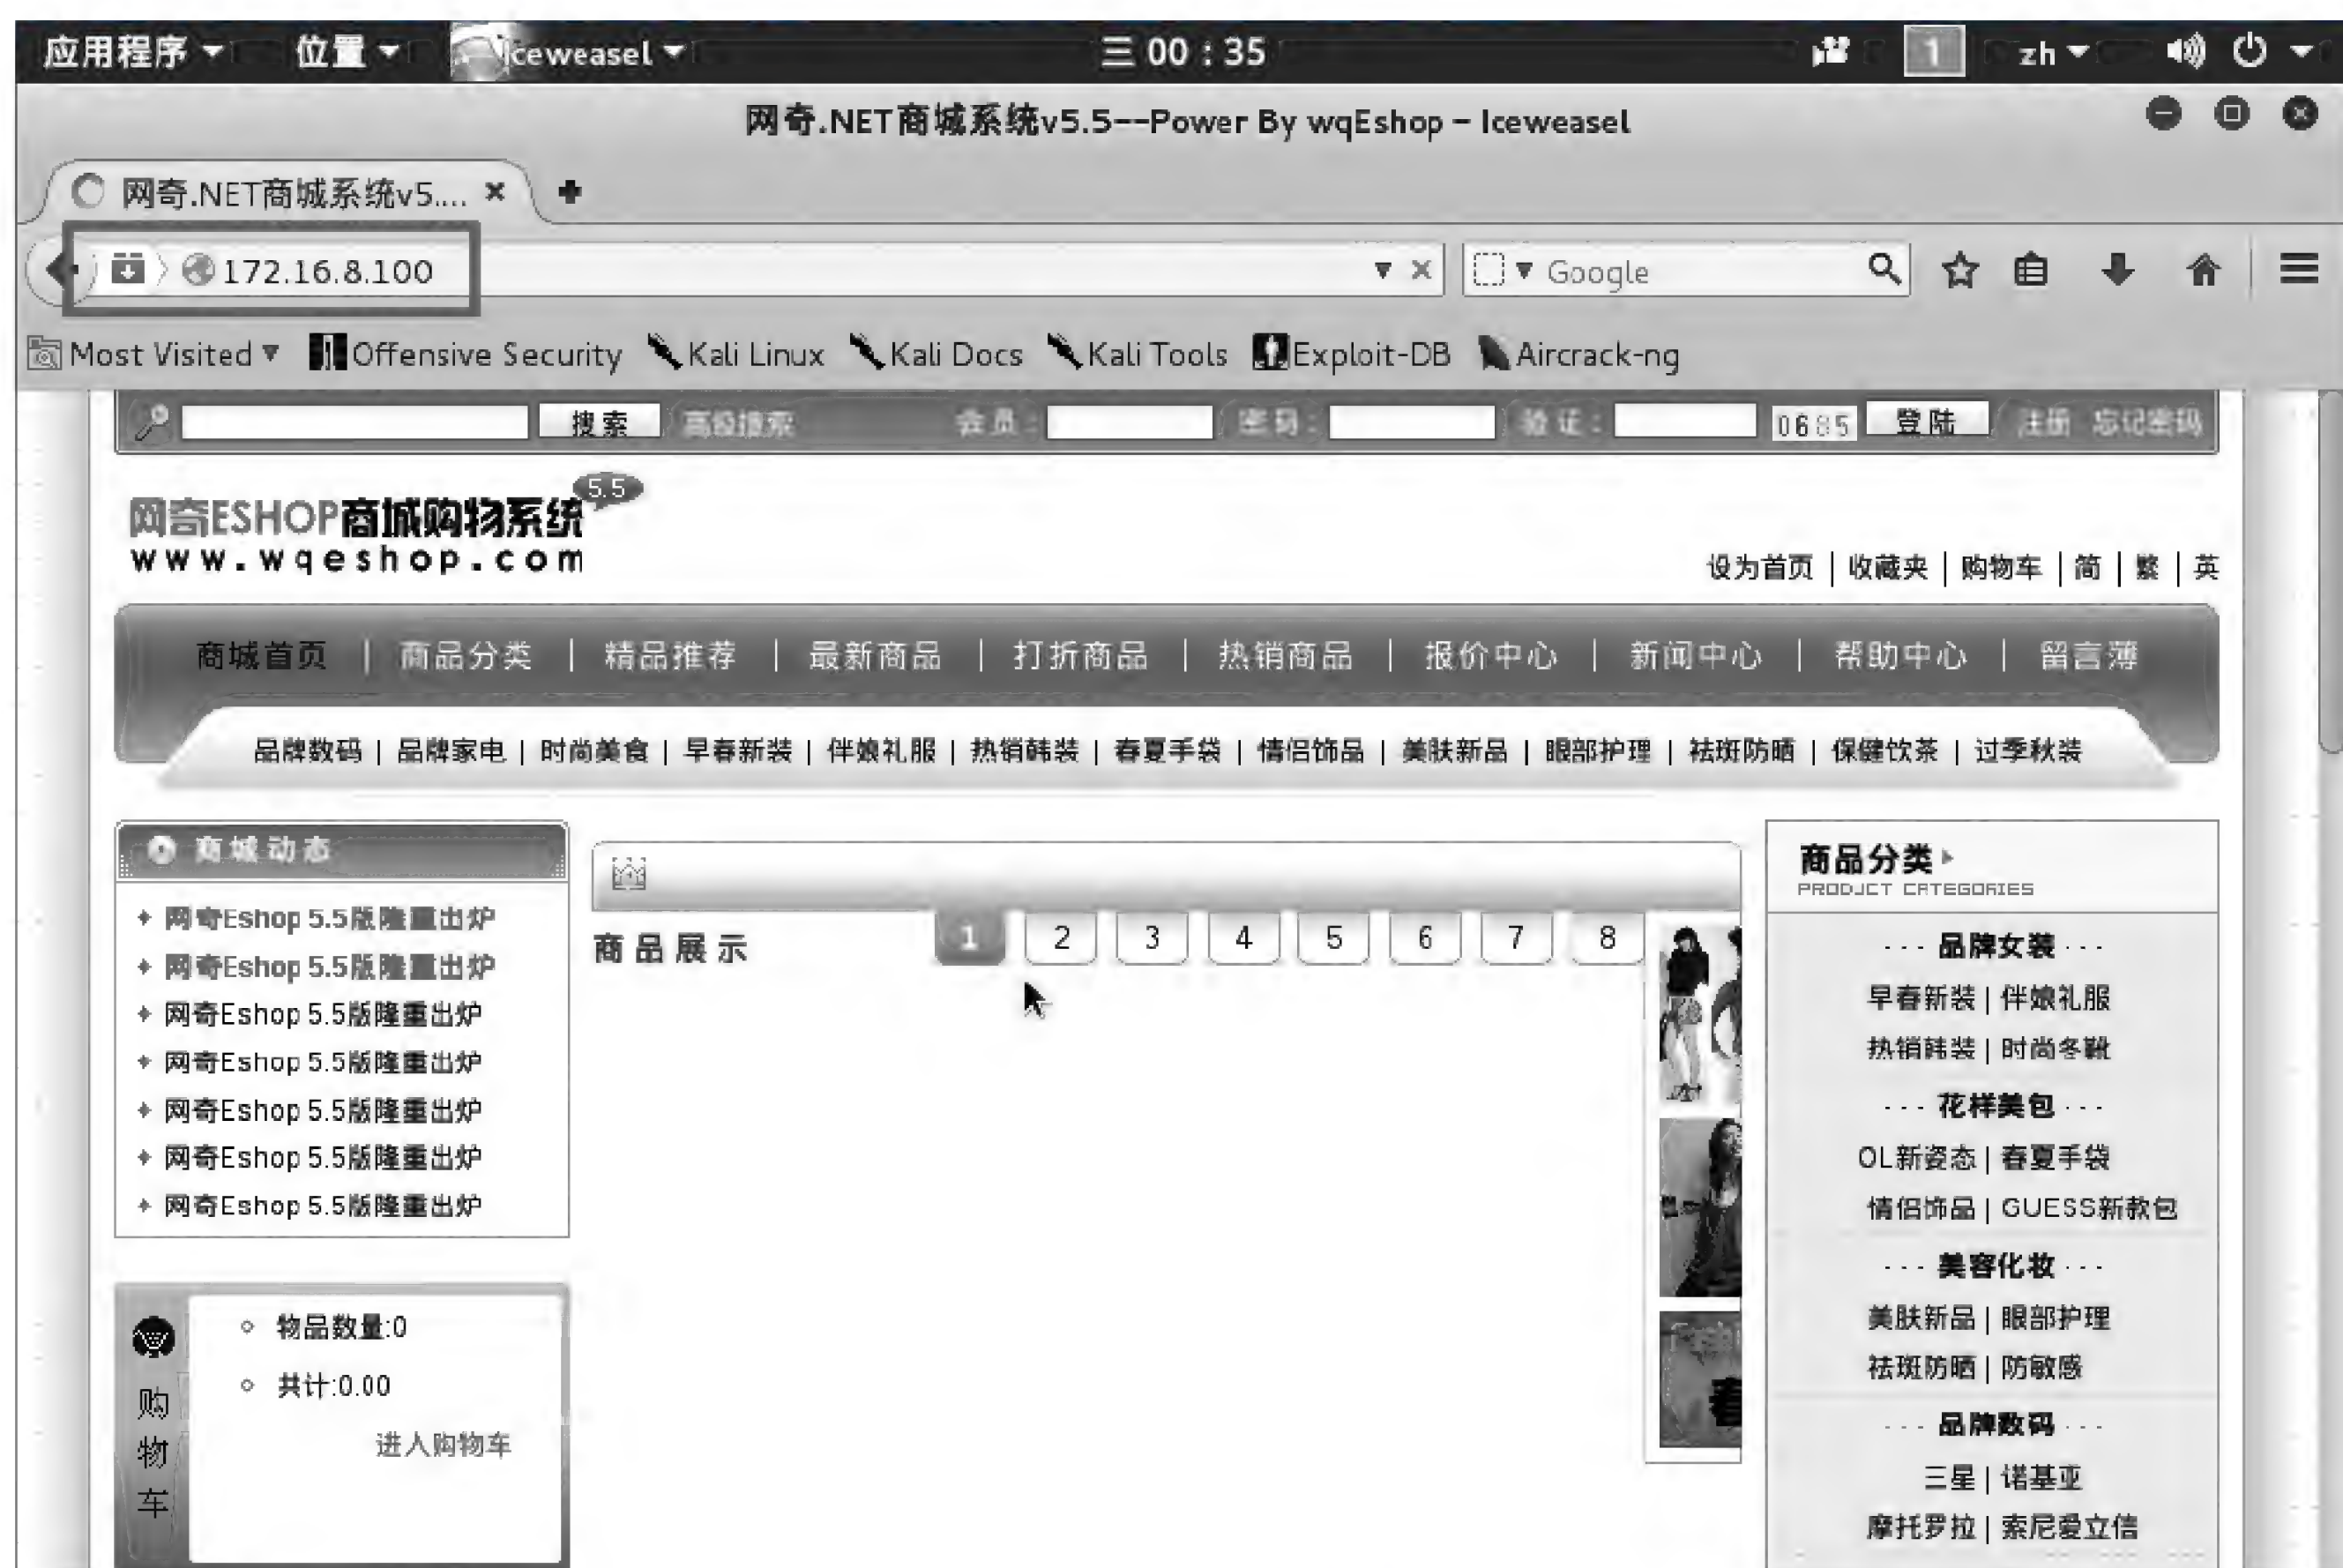 应用程序 位置 Iceweasel 三 00 : 35 1 zh
网奇.NET商城系统v5.5--Power By wqEshop - Iceweasel
网奇.NET商城系统v5....
172.16.8.100 Google
Most Visited Offensive Security Kali Linux Kali Docs Kali Tools Exploit-DB Aircrack-ng
搜索 高级搜索 会员: 密码: 验证: 0685 登陆 注册 忘记密码
5.5
网奇ESHOP商城购物系统
www.wqeshop.com
设为首页 | 收藏夹 | 购物车 | 简 | 繁 | 英
商城首页 | 商品分类 | 精品推荐 | 最新商品 | 打折商品 | 热销商品 | 报价中心 | 新闻中心 | 帮助中心 | 留言薄
品牌数码 | 品牌家电 | 时尚美食 | 早春新装 | 伴娘礼服 | 热销韩装 | 春夏手袋 | 情侣饰品 | 美肤新品 | 眼部护理 | 祛斑防晒 | 保健饮茶 | 过季秋装
商城动态
网奇Eshop 5.5版隆重出炉
网奇Eshop 5.5版隆重出炉
网奇Eshop 5.5版隆重出炉
网奇Eshop 5.5版隆重出炉
网奇Eshop 5.5版隆重出炉
网奇Eshop 5.5版隆重出炉
网奇Eshop 5.5版隆重出炉
物品数量:0
共计:0.00
进入购物车
购物车
商品展示
1 2 3 4 5 6 7 8
商品分类
PRODUCT CATEGORIES
--- 品牌女装 ---
早春新装 | 伴娘礼服
热销韩装 | 时尚冬靴
--- 花样美包 ---
OL新姿态 | 春夏手袋
情侣饰品 | GUESS新款包
--- 美容化妆 ---
美肤新品 | 眼部护理
祛斑防晒 | 防敏感
--- 品牌数码 ---
三星 | 诺基亚
摩托罗拉 | 索尼爱立信